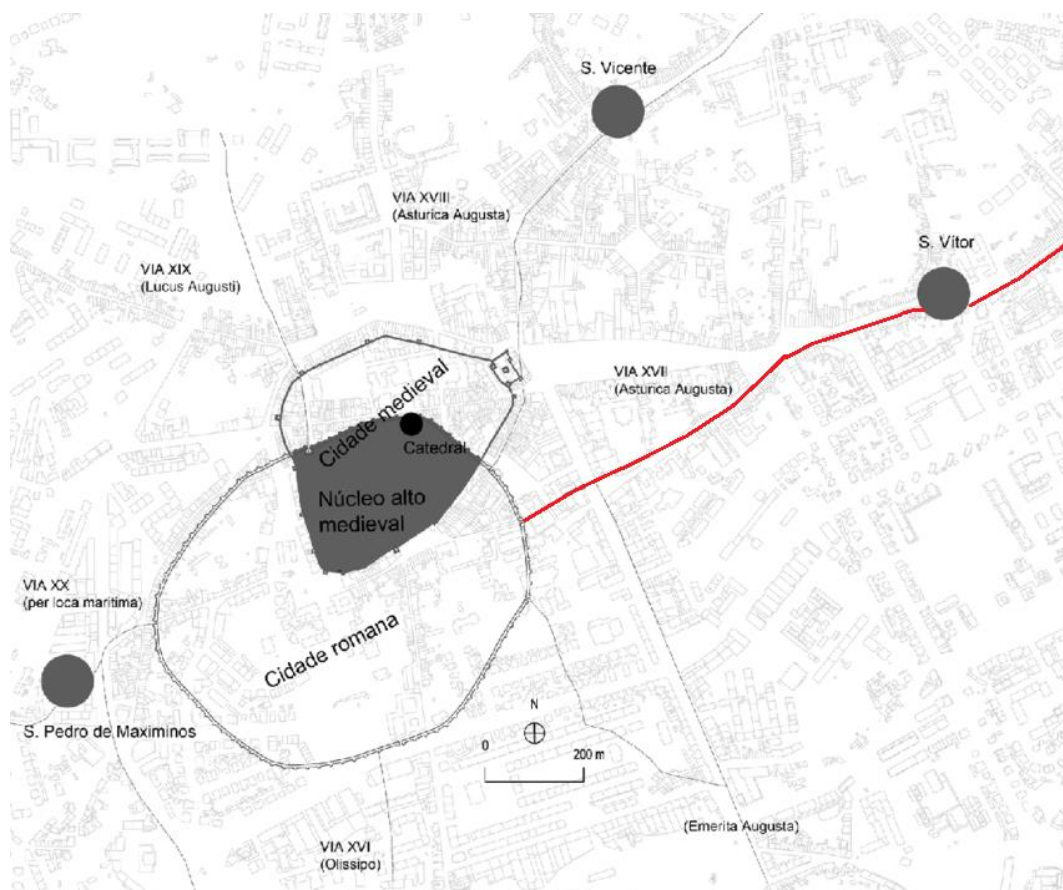 S. Vicente
VIA XVIII
(Asturica Augusta)
S. Vítor
VIA XIX
(Lucus Augusti)
VIA XVII
(Asturica Augusta)
Cidade medieval
Catedral
Núcleo alto
medieval
VIA XX
(per loca maritima)
Cidade romana
S. Pedro de Maximinos
N
0
200 m
VIA XVI
(Olissipo)
(Emerita Augusta)